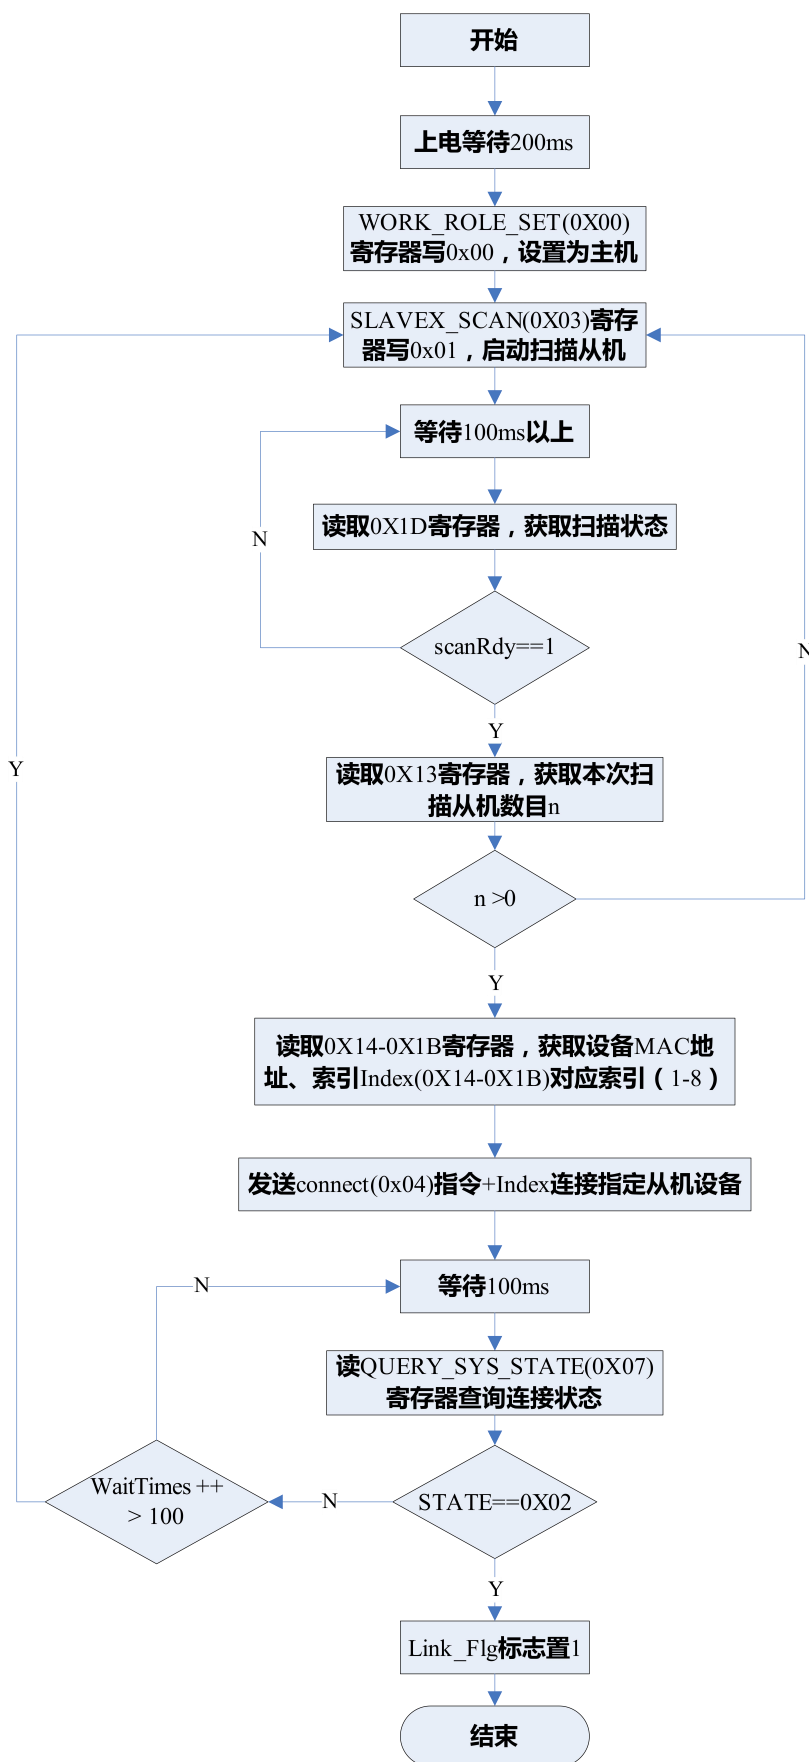 开始
上电等待200ms
WORK_ROLE_SET(0X00)
寄存器写0x00，设置为主机
SLAVEX_SCAN(0X03)寄存
器写0x01，启动扫描从机
等待100ms以上
读取0X1D寄存器，获取扫描状态
N
scanRdy==1
N
Y
Y
读取0X13寄存器，获取本次扫
描从机数目n
n >0
Y
读取0X14-0X1B寄存器，获取设备MAC地
址、索引Index(0X14-0X1B)对应索引（1-8）
发送connect(0x04)指令+Index连接指定从机设备
N
等待100ms
读QUERY_SYS_STATE(0X07)
寄存器查询连接状态
WaitTimes ++
> 100
N
STATE==0X02
Y
Link_Flg标志置1
结束